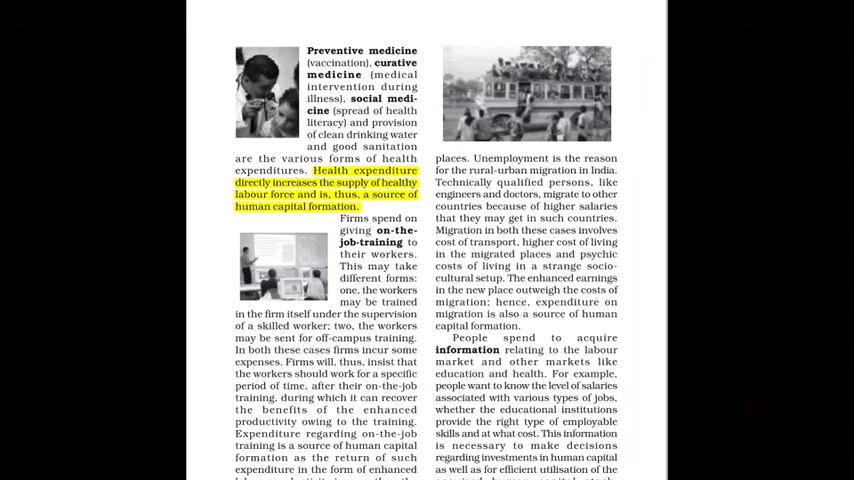 Preventive medicine
(vaccination), curative
medicine (medical
intervention during
illness), social medi-
cine (spread of health
literacy) and provision
of clean drinking water
and good sanitation
are the various forms of health
expenditures. Health expenditure
directly increases the supply of healthy
labour force and is, thus, a source of
human capital formation.
Firms spend on
giving on-the-
job-training to
their workers.
This may take
different forms:
one, the workers
may be trained
in the firm itself under the supervision
of a skilled worker; two, the workers
may be sent for off-campus training.
In both these cases firms incur some
expenses. Firms will, thus, insist that
the workers should work for a specific
period of time, after their on-the-job
training, during which it can recover
the benefits of the enhanced
productivity owing to the training.
Expenditure regarding on-the-job
training is a source of human capital
formation as the return of such
expenditure in the form of enhanced
places. Unemployment is the reason
for the rural-urban migration in India.
Technically qualified persons, like
engineers and doctors, migrate to other
countries because of higher salaries
that they may get in such countries.
Migration in both these cases involves
cost of transport, higher cost of living
in the migrated places and psychic
costs of living in a strange socio-
cultural setup. The enhanced earnings
in the new place outweigh the costs of
migration; hence, expenditure on
migration is also a source of human
capital formation.
People spend to acquire
information relating to the labour
market and other markets like
education and health. For example,
people want to know the level of salaries
associated with various types of jobs,
whether the educational institutions
provide the right type of employable
skills and at what cost. This information
is necessary to make decisions
regarding investments in human capital
as well as for efficient utilisation of the